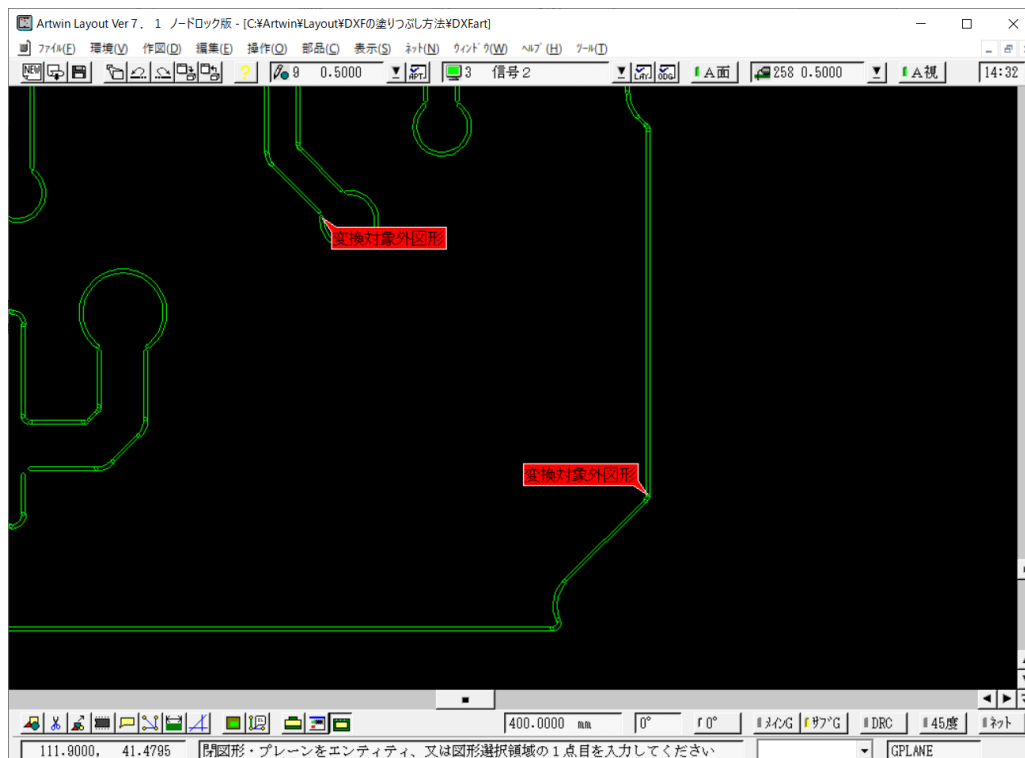 Artwin Layout Ver７．１ ノードロック版 - [C:¥Artwin¥Layout¥DXFの塗りつぶし方法¥DXFart]
ファイル(F) 環境(V) 作図(D) 編集(E) 操作(O) 部品(C) 表示(S) ネット(N) ウィンドウ(W) ヘルプ(H) ツール(T)
NEW ? 9 0.5000 APT. 3 信号２ LAY. ODG. Ａ面 258 0.5000 Ａ視 14:32
変換対象外図形
変換対象外図形
400.0000 mm 0° r 0° メインG サブG DRC 45度 ネット
111.9000, 41.4795 閉図形・プレーンをエンティティ、又は図形選択領域の１点目を入力してください GPLANE